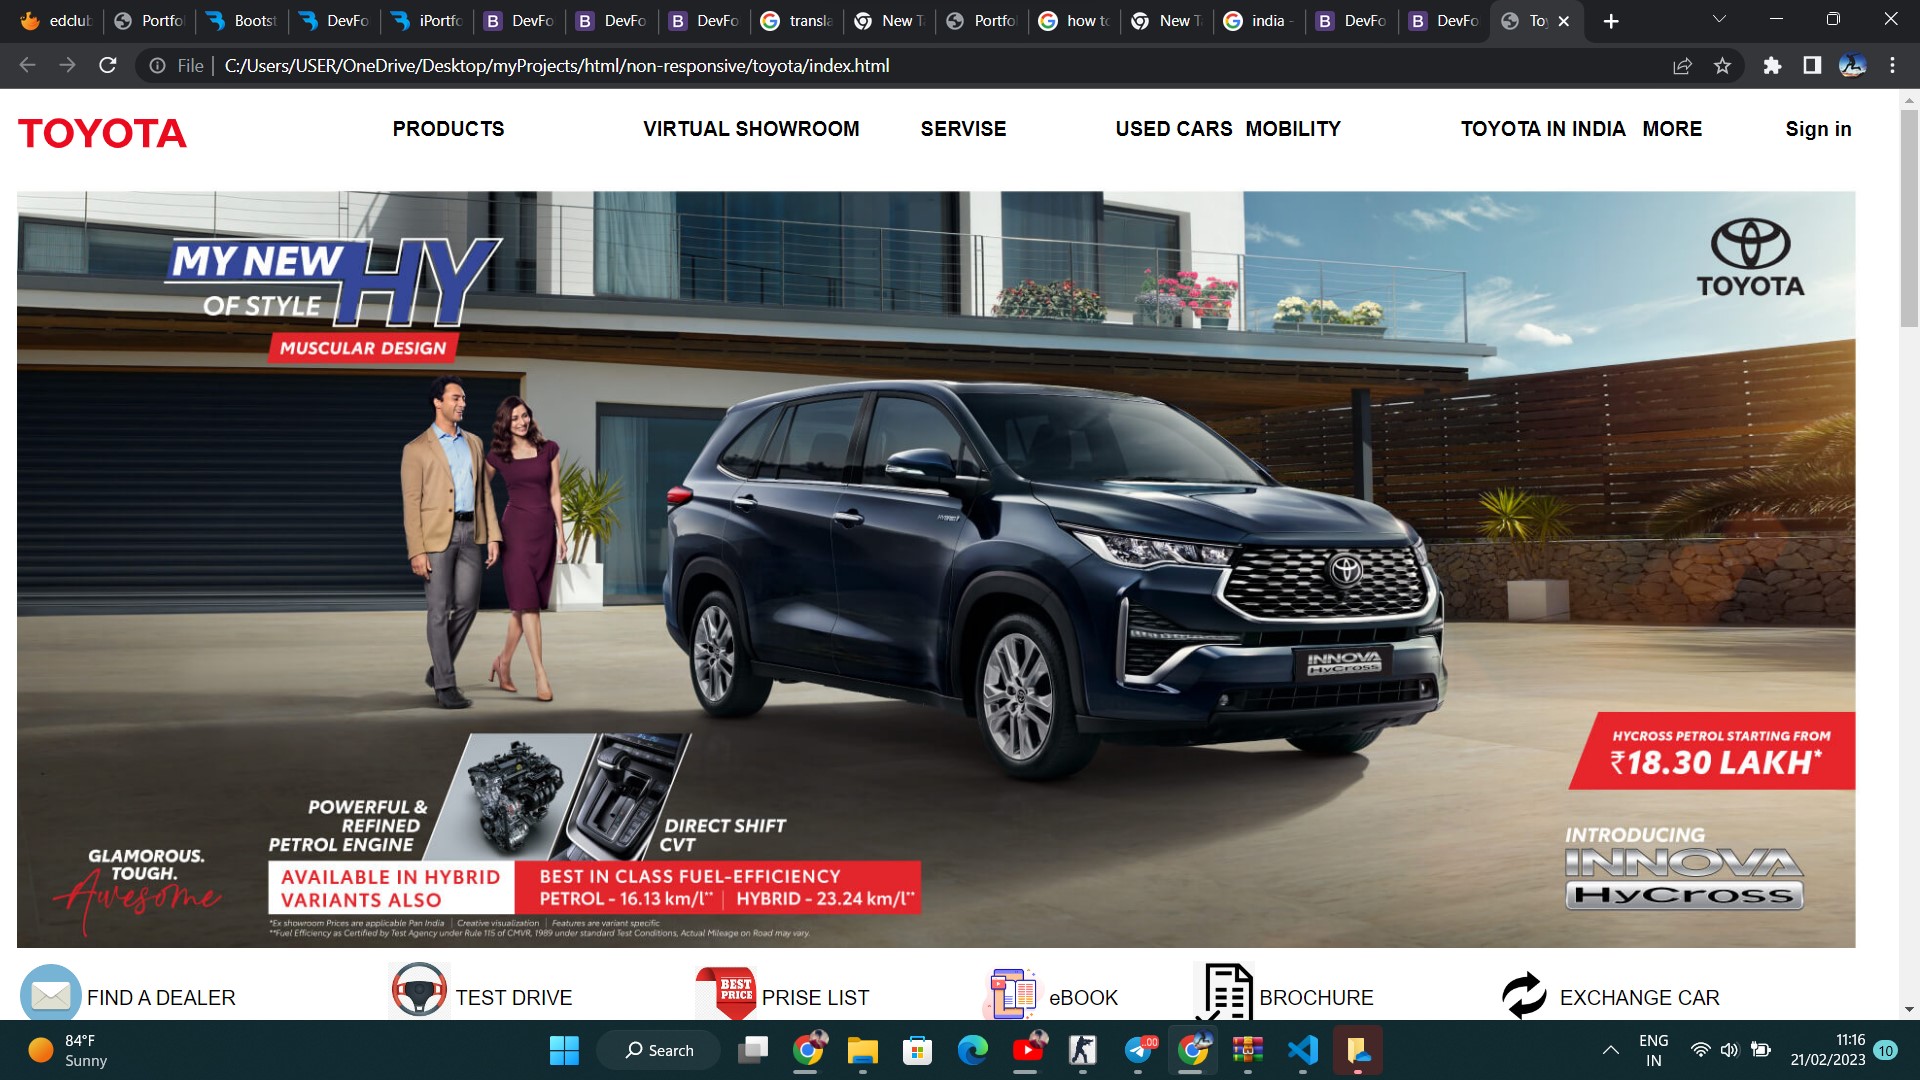 edclub
Portfo
Bootst
DevFo
iPortfo
DevFo
DevFo
DevFo
transla
New T
Portfo
how to
New T
india -
DevFo
DevFo
Toy
File
C:/Users/USER/OneDrive/Desktop/myProjects/html/non-responsive/toyota/index.html
TOYOTA PRODUCTS VIRTUAL SHOWROOM SERVISE USED CARS MOBILITY TOYOTA IN INDIA MORE Sign in
MY NEW HY
OF STYLE
MUSCULAR DESIGN
TOYOTA
HYBRID
INNOVA
HyCross
HYCROSS PETROL STARTING FROM
₹18.30 LAKH*
POWERFUL &
REFINED
PETROL ENGINE
DIRECT SHIFT
CVT
GLAMOROUS.
TOUGH.
Awesome
AVAILABLE IN HYBRID
VARIANTS ALSO
BEST IN CLASS FUEL-EFFICIENCY
PETROL - 16.13 km/l** | HYBRID - 23.24 km/l**
*Ex showroom Prices are applicable Pan India | Creative visualization | Features are variant specific
**Fuel Efficiency as Certified by Test Agency under Rule 115 of CMVR, 1989 under standard Test Conditions, Actual Mileage on Road may vary.
INTRODUCING
INNOVA
HyCross
FIND A DEALER
TEST DRIVE
BEST
PRICE
PRISE LIST
eBOOK
BROCHURE
EXCHANGE CAR
84°F
Sunny
Search
.00
ENG
IN
11:16
21/02/2023
10